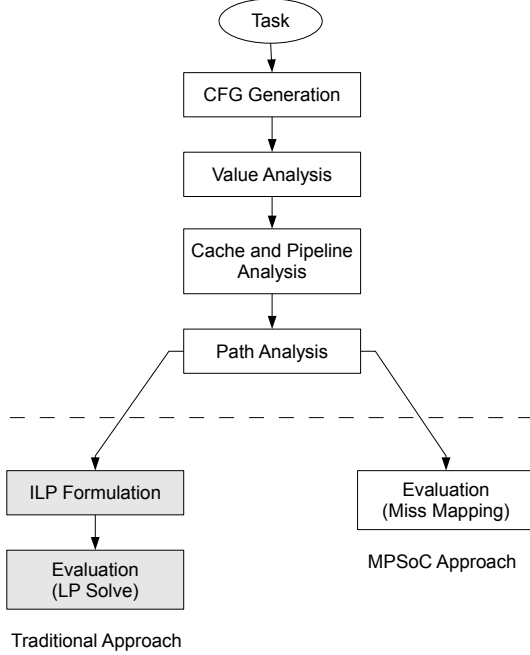 Task
CFG Generation
Value Analysis
Cache and Pipeline
Analysis
Path Analysis
ILP Formulation
Evaluation
(LP Solve)
Traditional Approach
Evaluation
(Miss Mapping)
MPSoC Approach